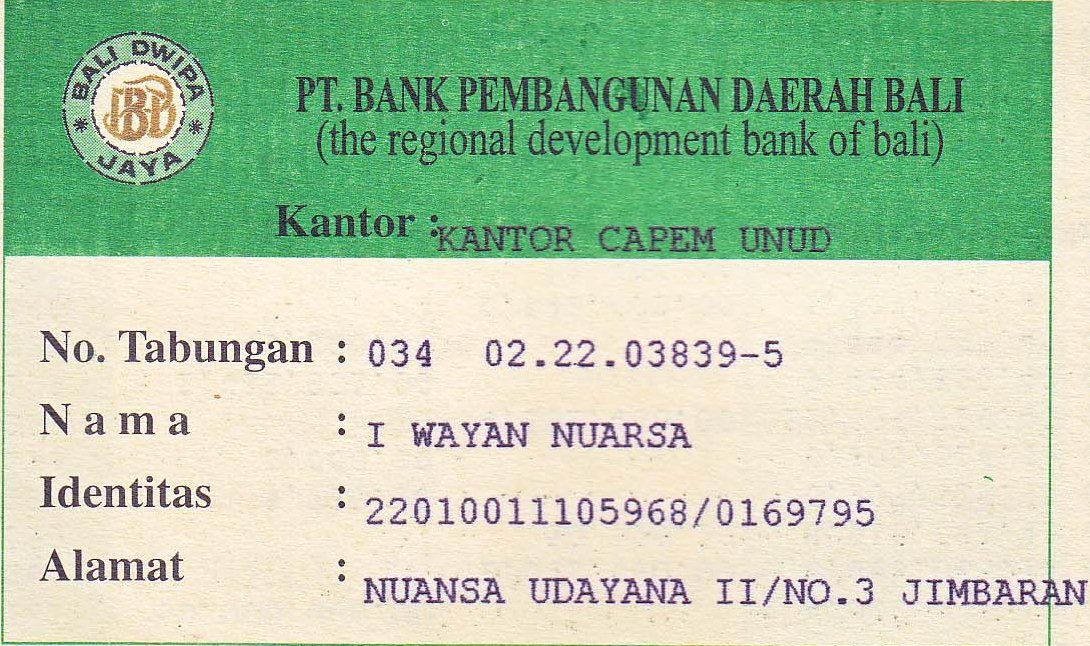 BALI DWIPA
BPD
JAYA
PT. BANK PEMBANGUNAN DAERAH BALI
(the regional development bank of bali)
Kantor : KANTOR CAPEM UNUD
No. Tabungan : 034 02.22.03839-5
N a m a : I WAYAN NUARSA
Identitas : 22010011105968/0169795
Alamat : NUANSA UDAYANA II/NO.3 JIMBARAN